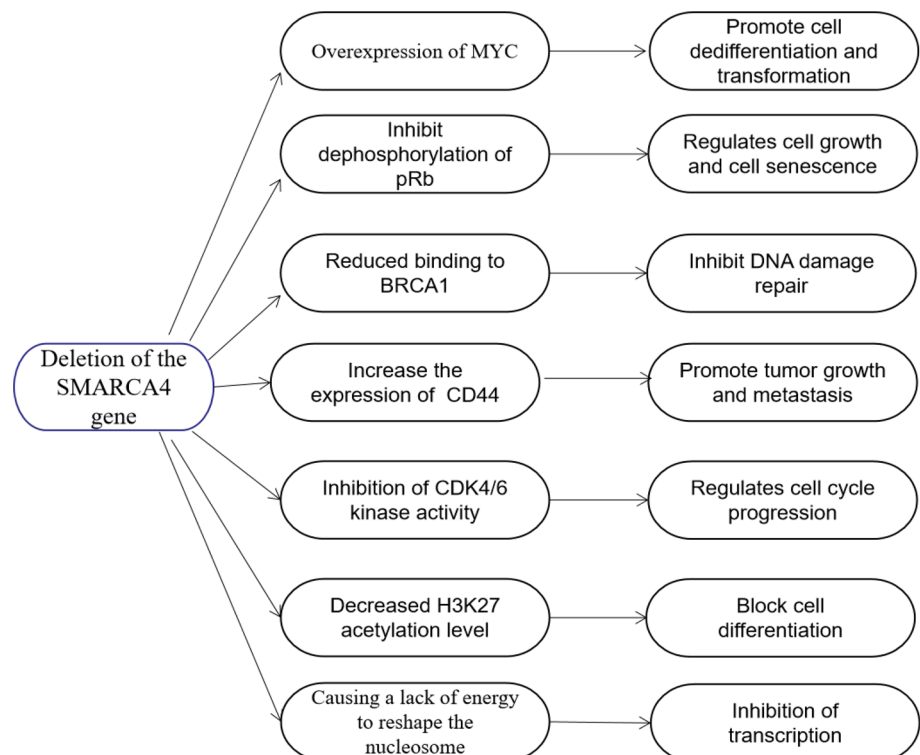 Overexpression of MYC
Promote cell
dedifferentiation and
transformation
Inhibit
dephosphorylation of
pRb
Regulates cell growth
and cell senescence
Reduced binding to
BRCA1
Inhibit DNA damage
repair
Deletion of the
SMARCA4
gene
Increase the
expression of CD44
Promote tumor growth
and metastasis
Inhibition of CDK4/6
kinase activity
Regulates cell cycle
progression
Decreased H3K27
acetylation level
Block cell
differentiation
Causing a lack of energy
to reshape the
nucleosome
Inhibition of
transcription